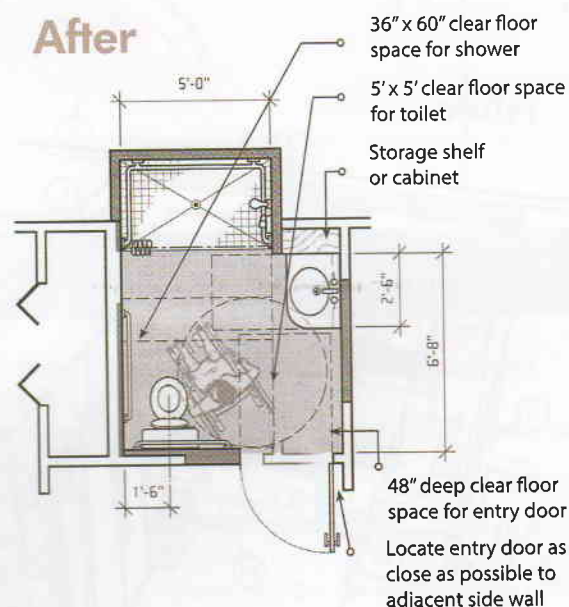 After
36" x 60" clear floor
space for shower
5' x 5' clear floor space
for toilet
Storage shelf
or cabinet
5'-0"
2'-6"
6'-8"
1'-6"
48" deep clear floor
space for entry door
Locate entry door as
close as possible to
adjacent side wall